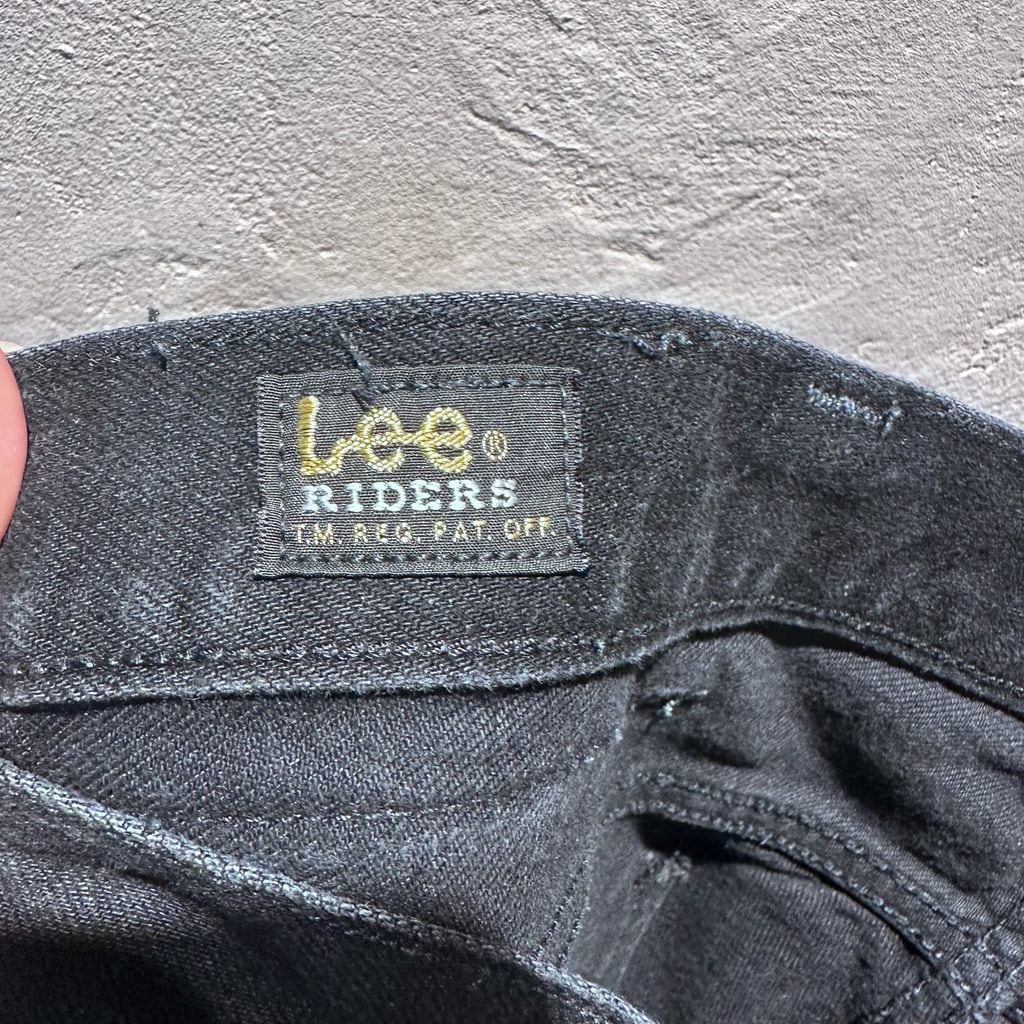 Lee®
RIDERS
T.M. REG. PAT. OFF.